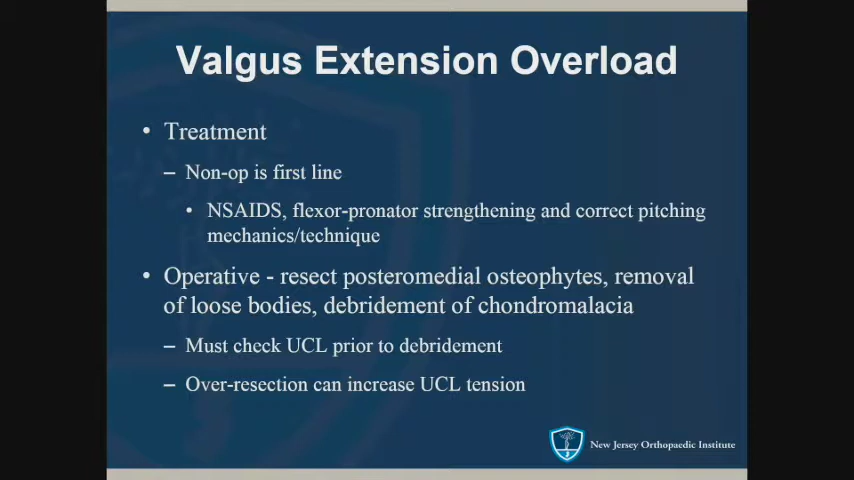 Valgus Extension Overload
• Treatment
– Non-op is first line
• NSAIDS, flexor-pronator strengthening and correct pitching
mechanics/technique
• Operative - resect posteromedial osteophytes, removal
of loose bodies, debridement of chondromalacia
– Must check UCL prior to debridement
– Over-resection can increase UCL tension
New Jersey Orthopaedic Institute